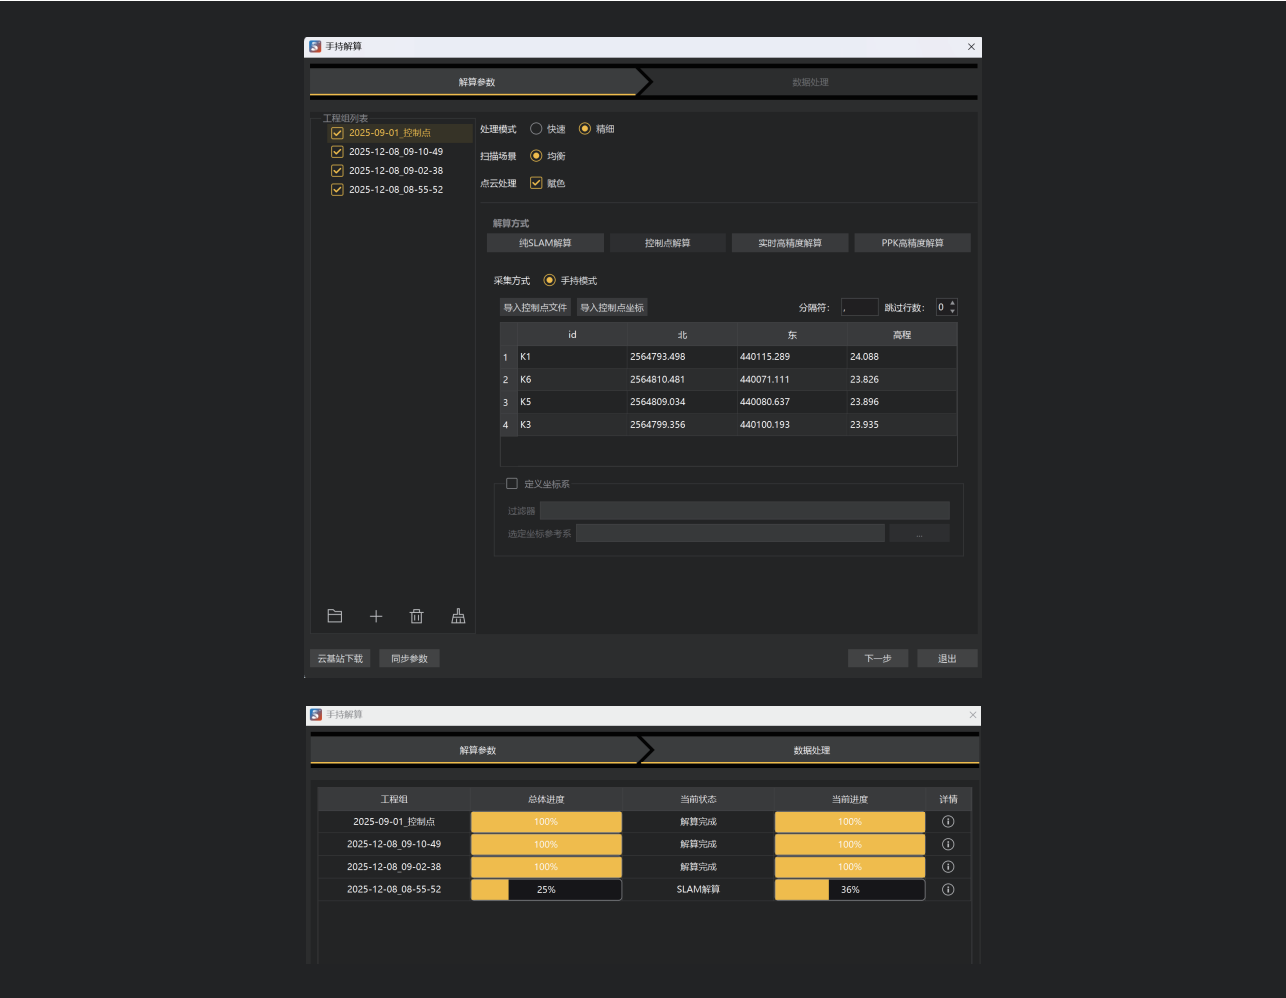 手持解算
解算参数 数据处理
工程组列表
2025-09-01_控制点
2025-12-08_09-10-49
2025-12-08_09-02-38
2025-12-08_08-55-52
处理模式 快速 精细
扫描场景 均衡
点云处理 赋色
解算方式
纯SLAM解算 控制点解算 实时高精度解算 PPK高精度解算
采集方式 手持模式
导入控制点文件 导入控制点坐标 分隔符: , 跳过行数: 0
id 北 东 高程
1 K1 2564793.498 440115.289 24.088
2 K6 2564810.481 440071.111 23.826
3 K5 2564809.034 440080.637 23.896
4 K3 2564799.356 440100.193 23.935
定义坐标系
过滤器
选定坐标参考系 ...
云基站下载 同步参数 下一步 退出
手持解算
解算参数 数据处理
工程组 总体进度 当前状态 当前进度 详情
2025-09-01_控制点 100% 解算完成 100%
2025-12-08_09-10-49 100% 解算完成 100%
2025-12-08_09-02-38 100% 解算完成 100%
2025-12-08_08-55-52 25% SLAM解算 36%